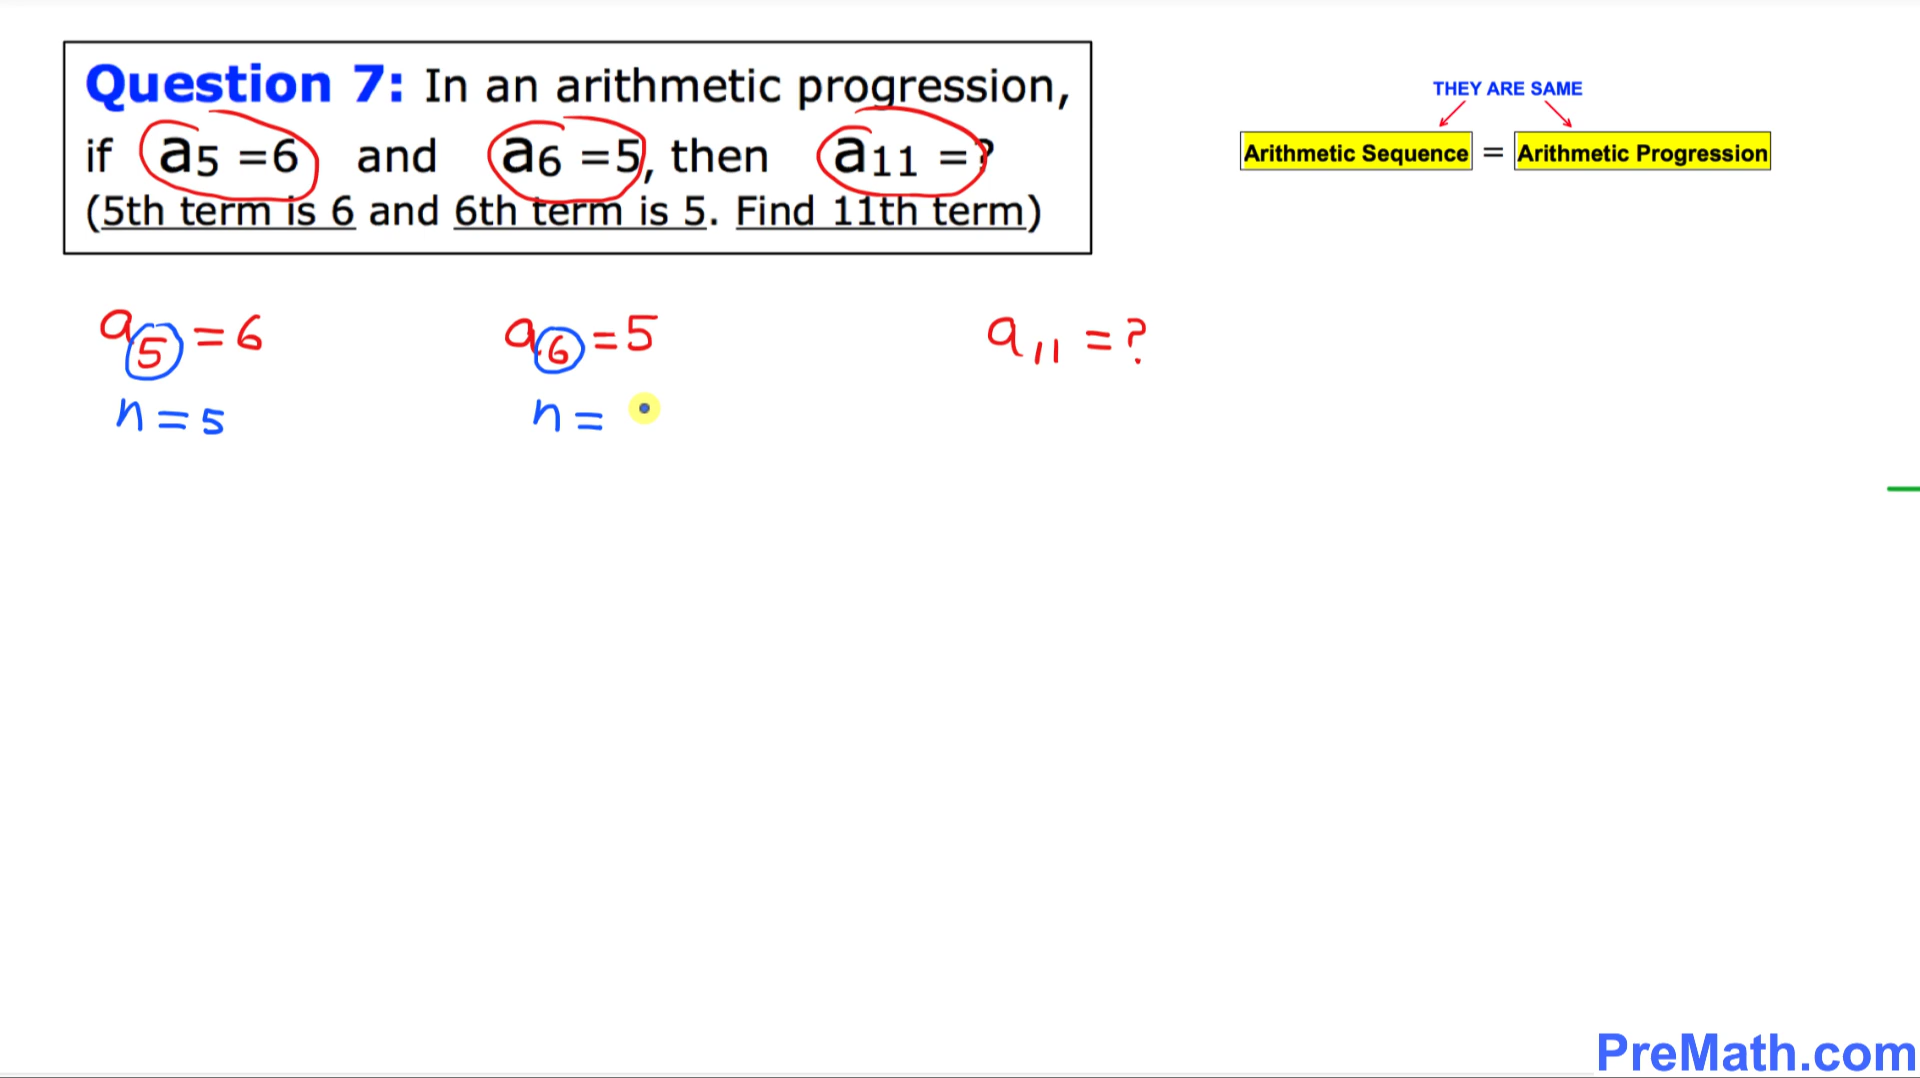 Question 7: In an arithmetic progression,
if a5 =6 and a6 =5, then a11 =?
(5th term is 6 and 6th term is 5. Find 11th term)
THEY ARE SAME
Arithmetic Sequence = Arithmetic Progression
a5 = 6 a6 = 5 a11 = ?
n = 5 n =
PreMath.com